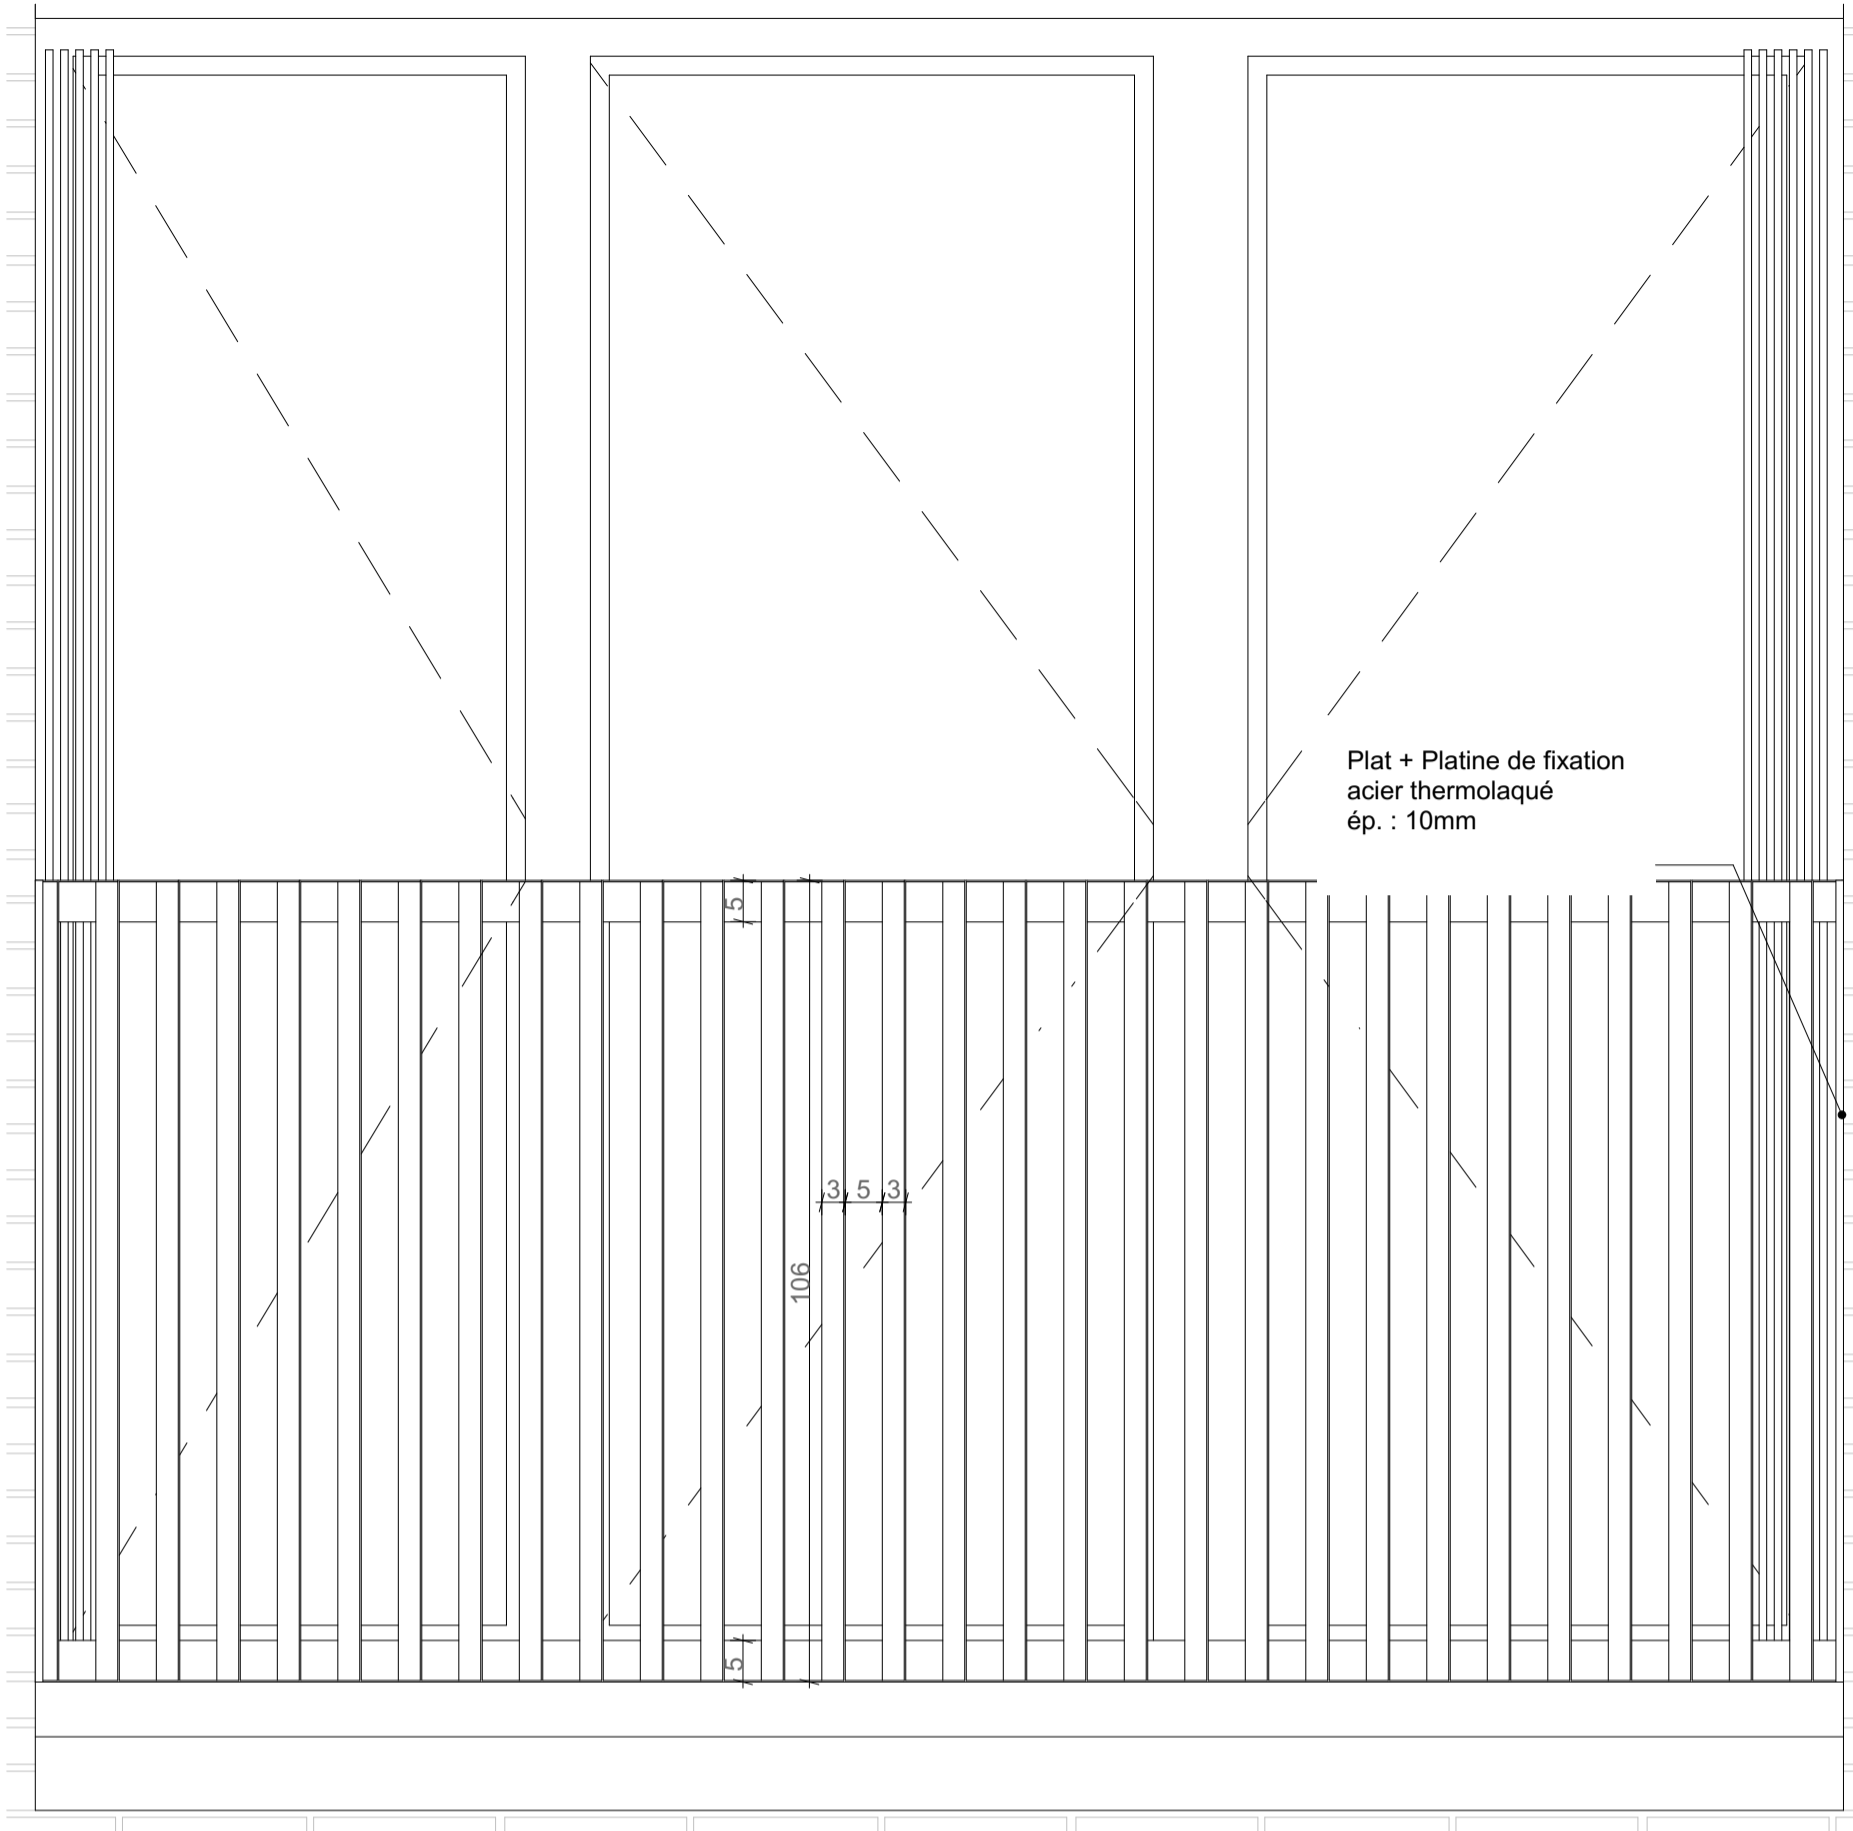 Plat + Platine de fixation
acier thermolaqué
ép. : 10mm
5
3 5 3
106
5